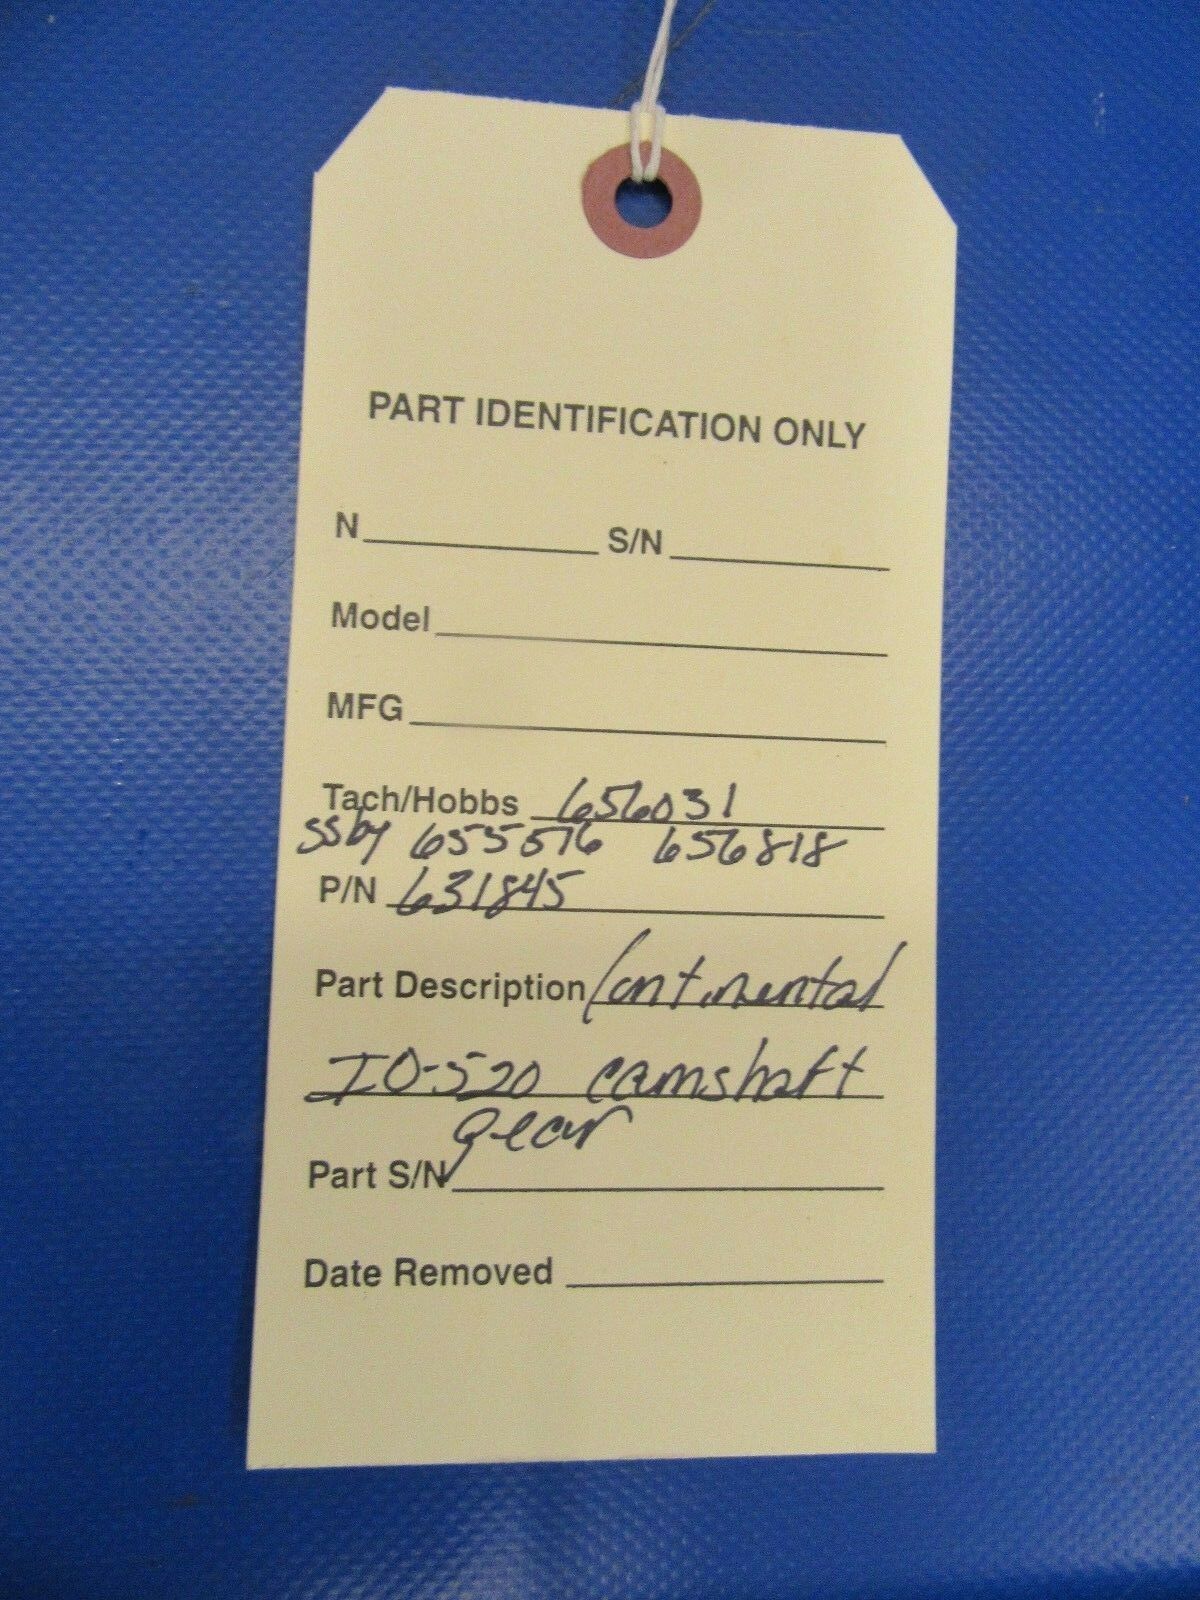 PART IDENTIFICATION ONLY
N S/N
Model
MFG
Tach/Hobbs 656031
SSby 655516 656818
P/N 631845
Part Description Continental
IO-520 camshaft
gear
Part S/N
Date Removed